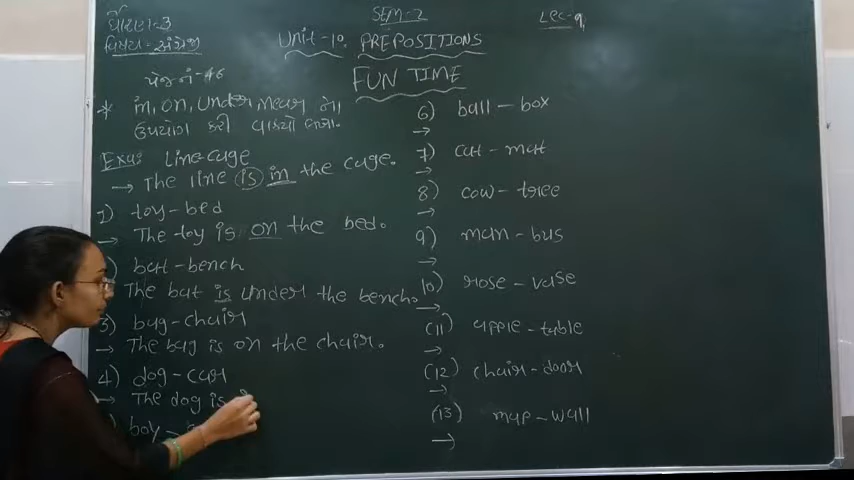 ધોરણ-3
SEM-2
Lec-9
વિષય-અંગ્રેજી
Unit-10. PREPOSITIONS
પેજ નં-46
FUN TIME
* in, on, under, near નો
ઉપયોગ કરી વાક્યો બનાવો.
Exa: Line-cage
→ The line is in the cage.
1) toy-bed
→ The toy is on the bed.
) bat-bench
The bat is under the bench.
3) bag-chair
→ The bag is on the chair.
4) dog-car
→ The dog is
) boy-
6) ball-box
→
7) cat-mat
→
8) cow-tree
→
9) man-bus
→
10) rose-vase
→
(11) apple-table
→
(12) chair-door
→
(13) map-wall
→